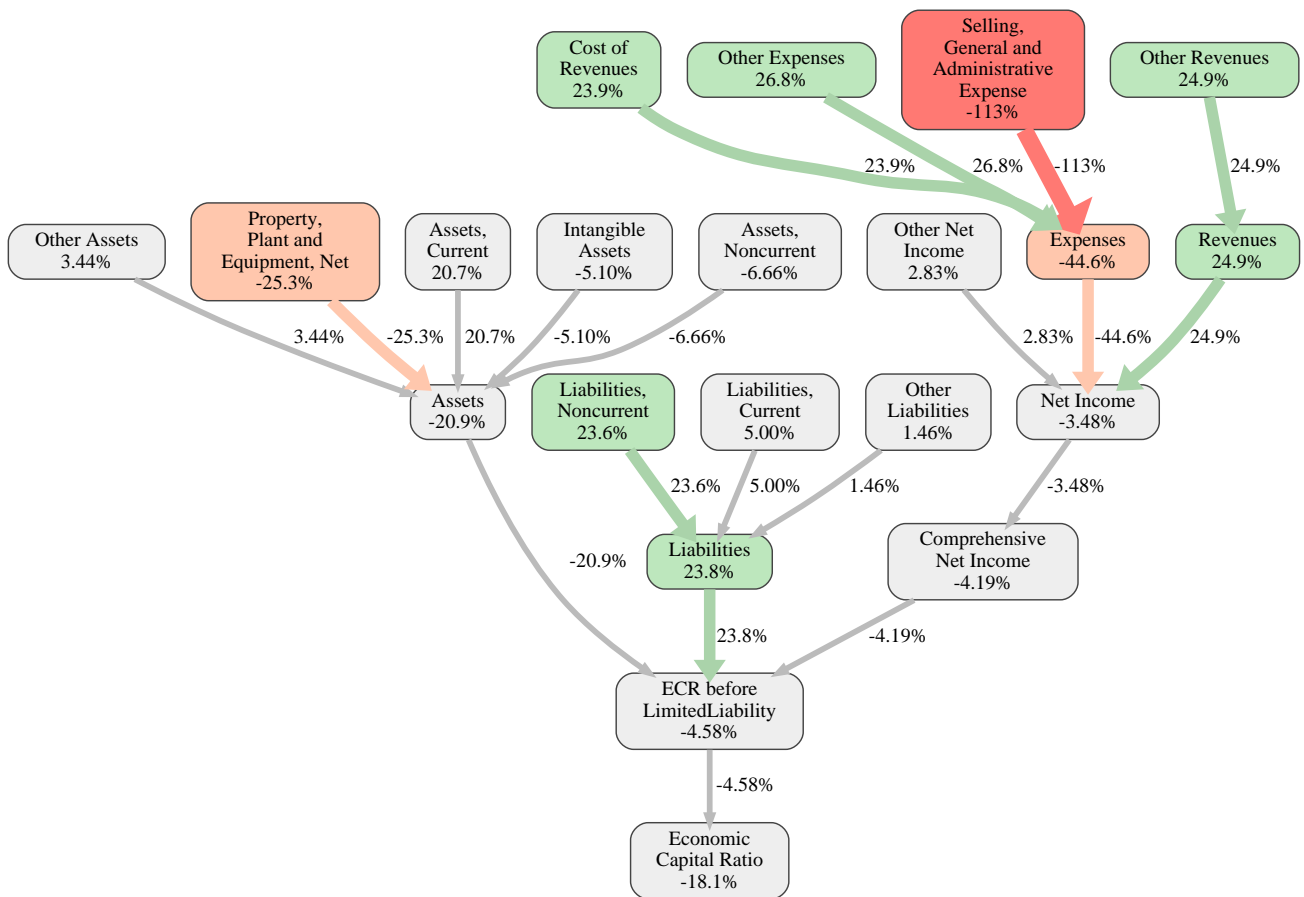 Cost of
Revenues
23.9%
Other Expenses
26.8%
Selling,
General and
Administrative
Expense
-113%
Other Revenues
24.9%
23.9%
26.8%
-113%
24.9%
Other Assets
3.44%
Property,
Plant and
Equipment, Net
-25.3%
Assets,
Current
20.7%
Intangible
Assets
-5.10%
Assets,
Noncurrent
-6.66%
Other Net
Income
2.83%
Expenses
-44.6%
Revenues
24.9%
3.44%
-25.3%
20.7%
-5.10%
-6.66%
2.83%
-44.6%
24.9%
Assets
-20.9%
Liabilities,
Noncurrent
23.6%
Liabilities,
Current
5.00%
Other
Liabilities
1.46%
Net Income
-3.48%
23.6%
5.00%
1.46%
-3.48%
-20.9%
Liabilities
23.8%
Comprehensive
Net Income
-4.19%
23.8%
-4.19%
ECR before
LimitedLiability
-4.58%
-4.58%
Economic
Capital Ratio
-18.1%